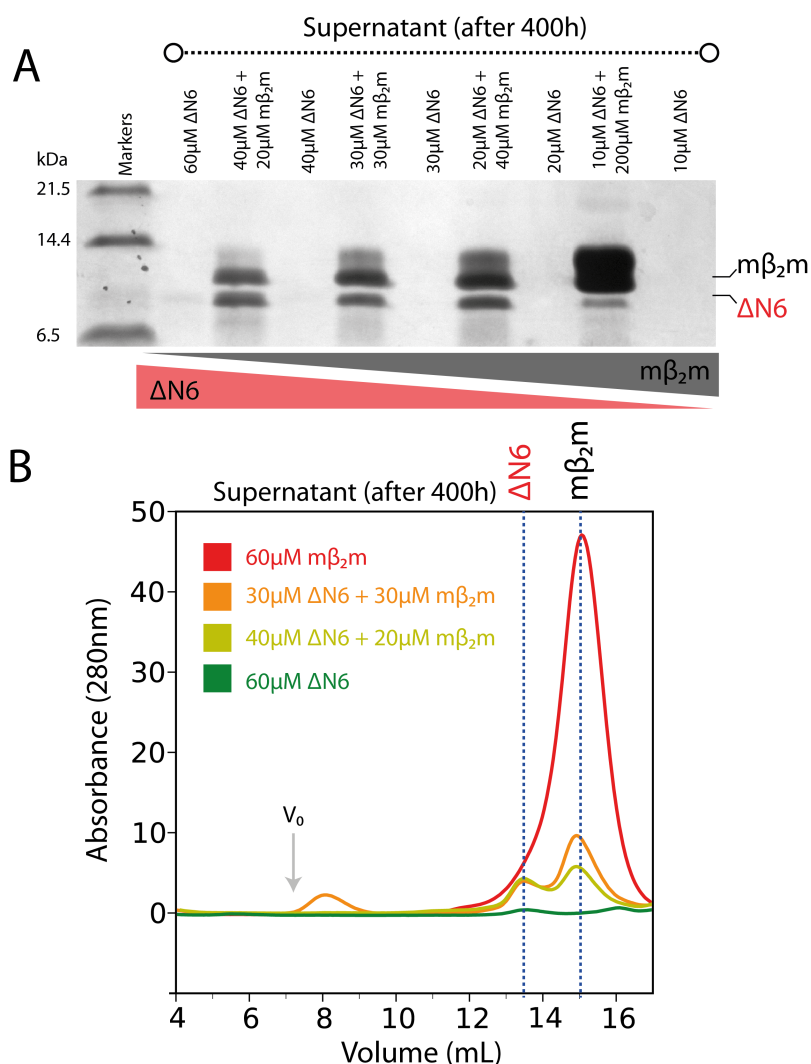 Supernatant (after 400h)
A
kDa
Markers
60μM ΔN6
40μM ΔN6 +
20μM mβ₂m
40μM ΔN6
30μM ΔN6 +
30μM mβ₂m
30μM ΔN6
20μM ΔN6 +
40μM mβ₂m
20μM ΔN6
10μM ΔN6 +
200μM mβ₂m
10μM ΔN6
21.5
14.4
6.5
mβ₂m
ΔN6
mβ₂m
ΔN6
B
Supernatant (after 400h)
ΔN6
mβ₂m
60μM mβ₂m
30μM ΔN6 + 30μM mβ₂m
40μM ΔN6 + 20μM mβ₂m
60μM ΔN6
V₀
Absorbance (280nm)
50
40
30
20
10
0
4 6 8 10 12 14 16
Volume (mL)